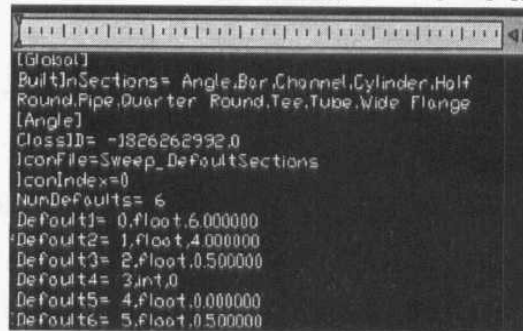 [Global]
BuiltInSections= Angle,Bar,Channel,Cylinder,Half
Round,Pipe,Quarter Round,Tee,Tube,Wide Flange
[Angle]
ClassID= -1826262992,0
IconFile=Sweep_DefaultSections
IconIndex=0
NumDefaults= 6
Default1= 0,float,6.000000
Default2= 1,float,4.000000
Default3= 2,float,0.500000
Default4= 3,int,0
Default5= 4,float,0.000000
Default6= 5,float,0.500000